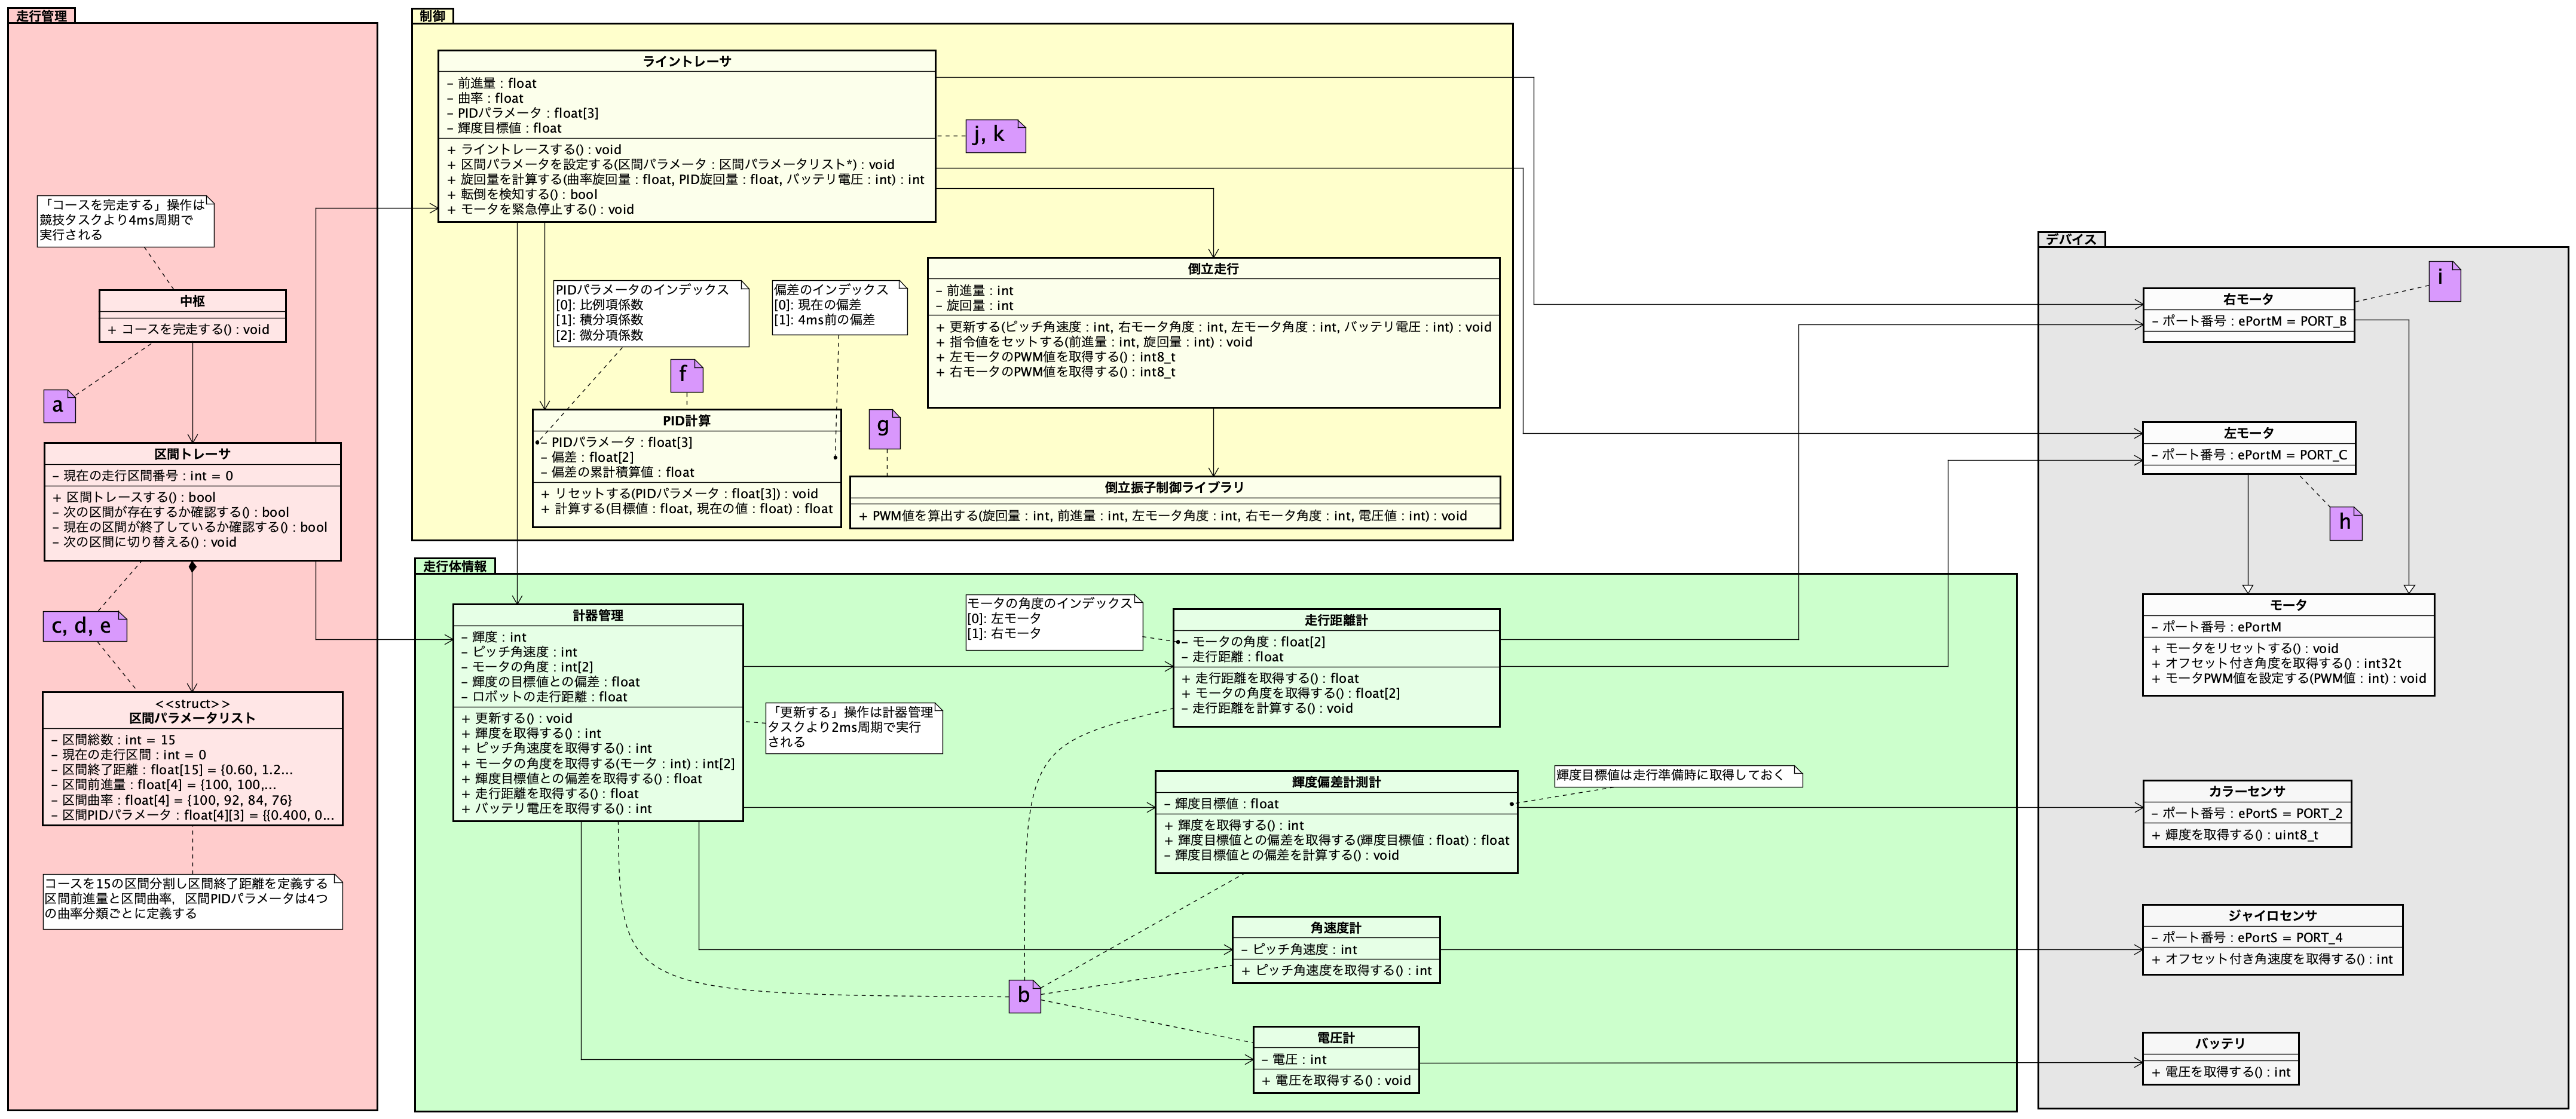 走行管理
「コースを完走する」操作は
競技タスクより4ms周期で
実行される
中枢
+ コースを完走する() : void
a
区間トレーサ
– 現在の走行区間番号 : int = 0
+ 区間トレースする() : bool
– 次の区間が存在するか確認する() : bool
– 現在の区間が終了しているか確認する() : bool
– 次の区間に切り替える() : void
c, d, e
<<struct>>
区間パラメータリスト
– 区間総数 : int = 15
– 現在の走行区間 : int = 0
– 区間終了距離 : float[15] = {0.60, 1.2...
– 区間前進量 : float[4] = {100, 100,...
– 区間曲率 : float[4] = {100, 92, 84, 76}
– 区間PIDパラメータ : float[4][3] = {{0.400, 0...
コースを15の区間分割し区間終了距離を定義する
区間前進量と区間曲率，区間PIDパラメータは4つ
の曲率分類ごとに定義する
制御
ライントレーサ
– 前進量 : float
– 曲率 : float
– PIDパラメータ : float[3]
– 輝度目標値 : float
+ ライントレースする() : void
+ 区間パラメータを設定する(区間パラメータ : 区間パラメータリスト*) : void
+ 旋回量を計算する(曲率旋回量 : float, PID旋回量 : float, バッテリ電圧 : int) : int
+ 転倒を検知する() : bool
+ モータを緊急停止する() : void
j, k
PIDパラメータのインデックス
[0]: 比例項係数
[1]: 積分項係数
[2]: 微分項係数
偏差のインデックス
[0]: 現在の偏差
[1]: 4ms前の偏差
f
PID計算
– PIDパラメータ : float[3]
– 偏差 : float[2]
– 偏差の累計積算値 : float
+ リセットする(PIDパラメータ : float[3]) : void
+ 計算する(目標値 : float, 現在の値 : float) : float
倒立走行
– 前進量 : int
– 旋回量 : int
+ 更新する(ピッチ角速度 : int, 右モータ角度 : int, 左モータ角度 : int, バッテリ電圧 : int) : void
+ 指令値をセットする(前進量 : int, 旋回量 : int) : void
+ 左モータのPWM値を取得する() : int8_t
+ 右モータのPWM値を取得する() : int8_t
g
倒立振子制御ライブラリ
+ PWM値を算出する(旋回量 : int, 前進量 : int, 左モータ角度 : int, 右モータ角度 : int, 電圧値 : int) : void
走行体情報
計器管理
– 輝度 : int
– ピッチ角速度 : int
– モータの角度 : int[2]
– 輝度の目標値との偏差 : float
– ロボットの走行距離 : float
+ 更新する() : void
+ 輝度を取得する() : int
+ ピッチ角速度を取得する() : int
+ モータの角度を取得する(モータ : int) : int[2]
+ 輝度目標値との偏差を取得する() : float
+ 走行距離を取得する() : float
+ バッテリ電圧を取得する() : int
「更新する」操作は計器管理
タスクより2ms周期で実行
される
モータの角度のインデックス
[0]: 左モータ
[1]: 右モータ
走行距離計
– モータの角度 : float[2]
– 走行距離 : float
+ 走行距離を取得する() : float
+ モータの角度を取得する() : float[2]
– 走行距離を計算する() : void
輝度偏差計測計
– 輝度目標値 : float
+ 輝度を取得する() : int
+ 輝度目標値との偏差を取得する(輝度目標値 : float) : float
– 輝度目標値との偏差を計算する() : void
輝度目標値は走行準備時に取得しておく
角速度計
– ピッチ角速度 : int
+ ピッチ角速度を取得する() : int
b
電圧計
– 電圧 : int
+ 電圧を取得する() : void
デバイス
i
右モータ
– ポート番号 : ePortM = PORT_B
左モータ
– ポート番号 : ePortM = PORT_C
h
モータ
– ポート番号 : ePortM
+ モータをリセットする() : void
+ オフセット付き角度を取得する() : int32t
+ モータPWM値を設定する(PWM値 : int) : void
カラーセンサ
– ポート番号 : ePortS = PORT_2
+ 輝度を取得する() : uint8_t
ジャイロセンサ
– ポート番号 : ePortS = PORT_4
+ オフセット付き角速度を取得する() : int
バッテリ
+ 電圧を取得する() : int